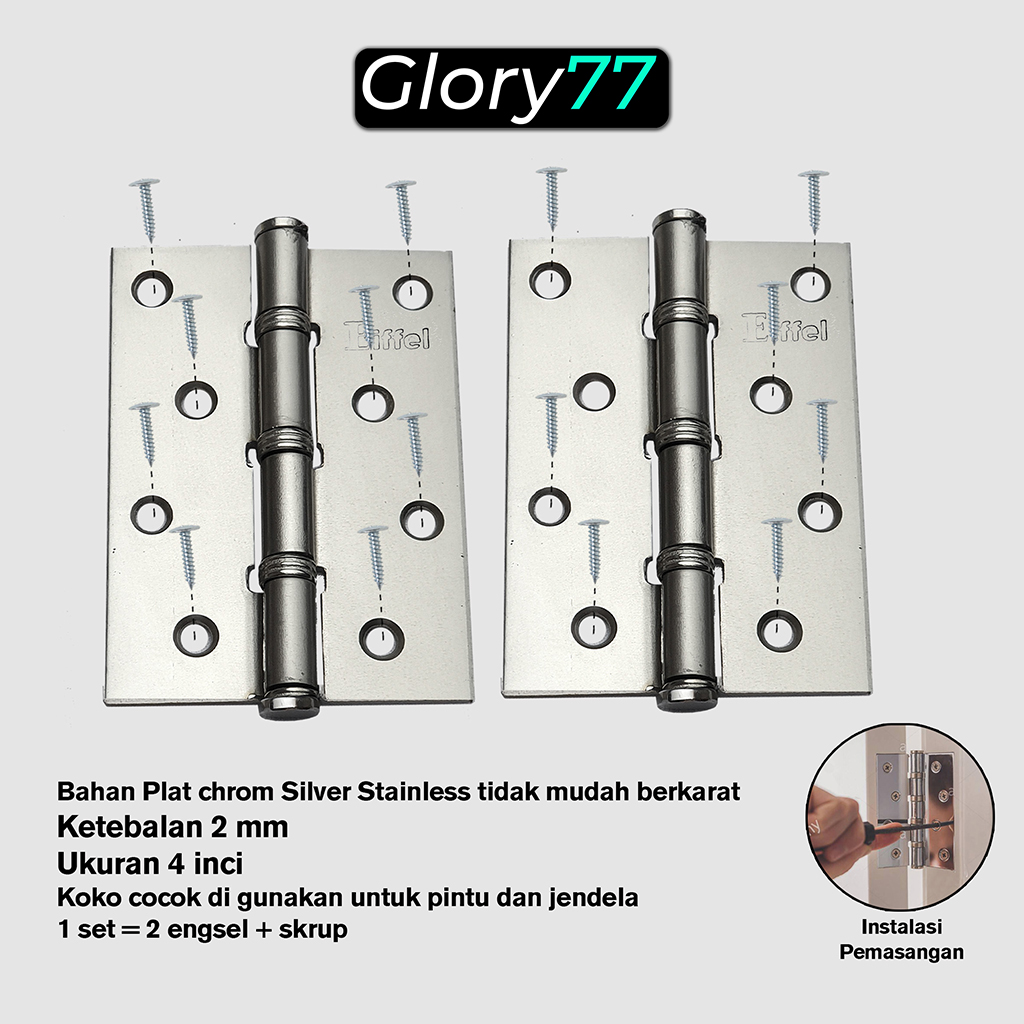 Glory77
Eiffel
Eiffel
Bahan Plat chrom Silver Stainless tidak mudah berkarat
Ketebalan 2 mm
Ukuran 4 inci
Koko cocok di gunakan untuk pintu dan jendela
1 set = 2 engsel + skrup
Instalasi
Pemasangan